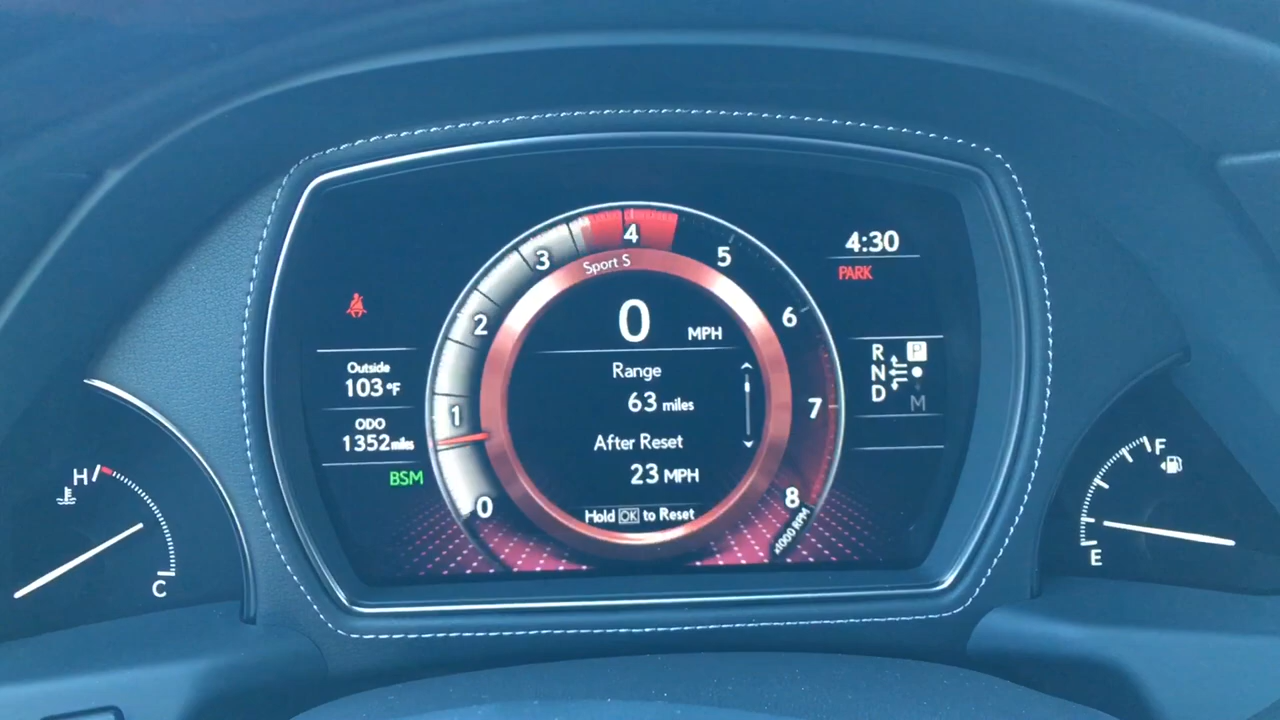 4:30
PARK
Outside
103 °F
ODO
1352 miles
BSM
0
1
2
3
4
5
6
7
8
x1000 RPM
Sport S
0 MPH
Range
63 miles
After Reset
23 MPH
Hold OK to Reset
R P
N
D M
H
C
F
E